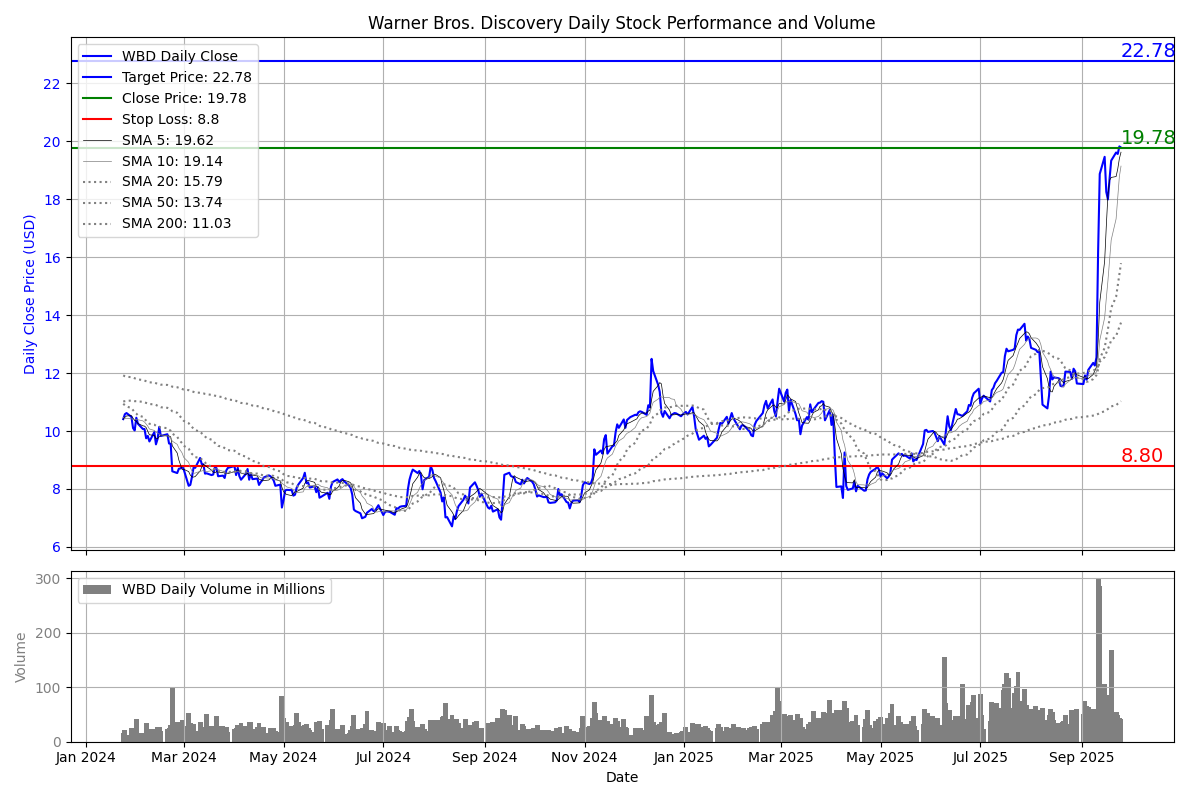 Warner Bros. Discovery Daily Stock Performance and Volume
WBD Daily Close
Target Price: 22.78
Close Price: 19.78
Stop Loss: 8.8
SMA 5: 19.62
SMA 10: 19.14
SMA 20: 15.79
SMA 50: 13.74
SMA 200: 11.03
22.78
19.78
8.80
Daily Close Price (USD)
22
20
18
16
14
12
10
8
6
WBD Daily Volume in Millions
Volume
300
200
100
0
Jan 2024 Mar 2024 May 2024 Jul 2024 Sep 2024 Nov 2024 Jan 2025 Mar 2025 May 2025 Jul 2025 Sep 2025
Date